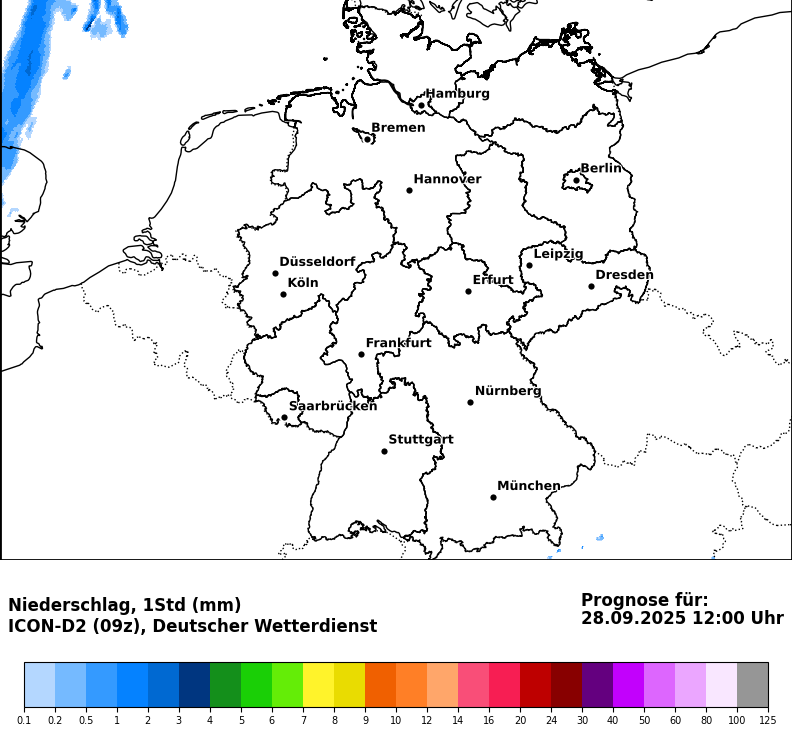 Hamburg
Bremen
Berlin
Hannover
Leipzig
Düsseldorf
Dresden
Köln
Erfurt
Frankfurt
Nürnberg
Saarbrücken
Stuttgart
München
Niederschlag, 1Std (mm)
ICON-D2 (09z), Deutscher Wetterdienst
Prognose für:
28.09.2025 12:00 Uhr
0.1 0.2 0.5 1 2 3 4 5 6 7 8 9 10 12 14 16 20 24 30 40 50 60 80 100 125